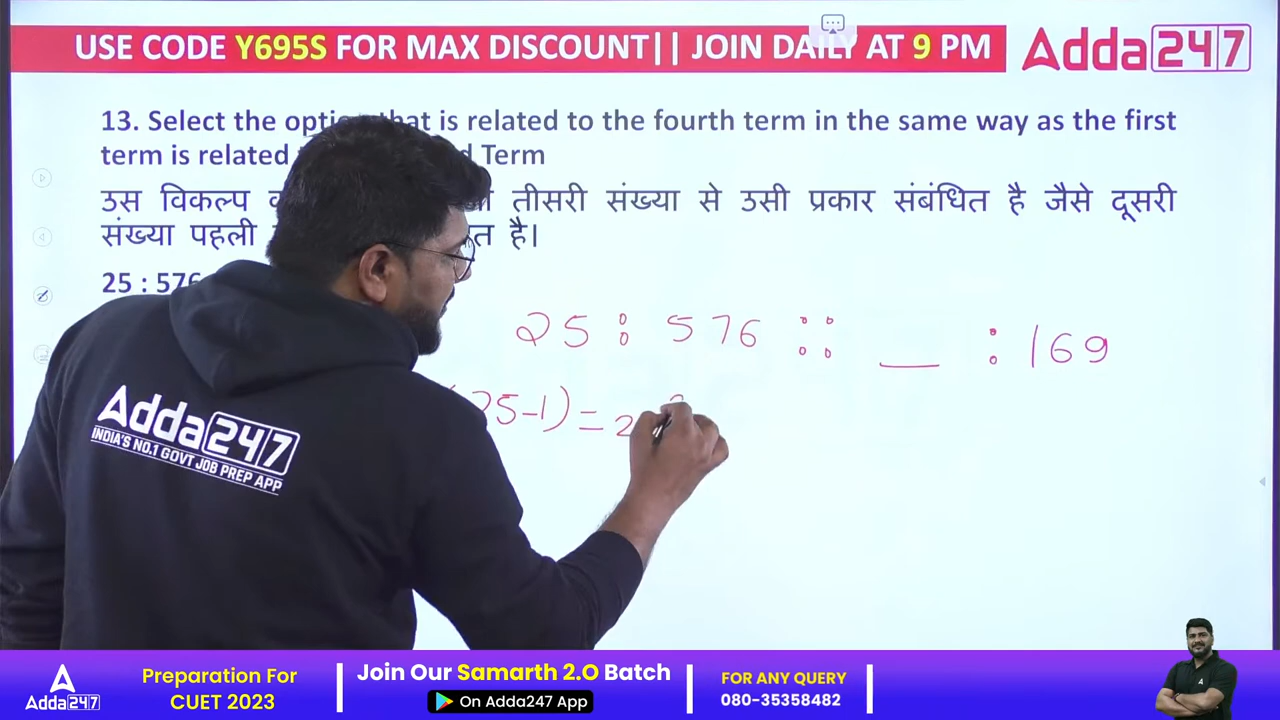 USE CODE Y695S FOR MAX DISCOUNT|| JOIN DAILY AT 9 PM
Adda247
13. Select the option that is related to the fourth term in the same way as the first
term is related Term
उस विकल्प तीसरी संख्या से उसी प्रकार संबंधित है जैसे दूसरी
संख्या पहली है।
25 : 576
25 : 576 :: __ : 169
25-1) = 2
Adda247
INDIA'S NO.1 GOVT JOB PREP APP
Adda247
Preparation For
CUET 2023
Join Our Samarth 2.O Batch
On Adda247 App
FOR ANY QUERY
080-35358482